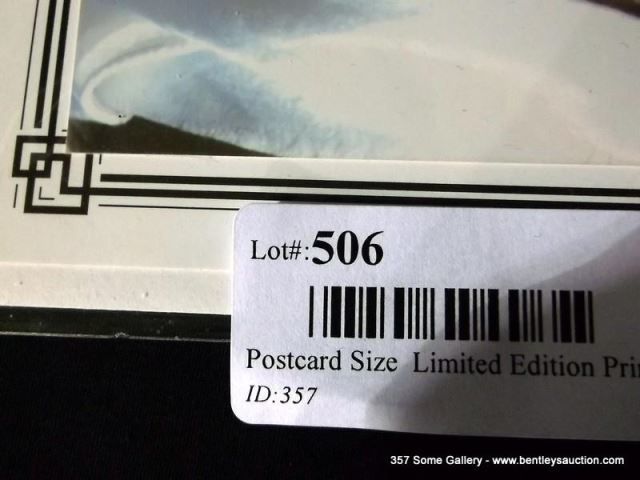 Lot#:506
Postcard Size Limited Edition
ID:357
357 Some Gallery - www.bentleysauction.com